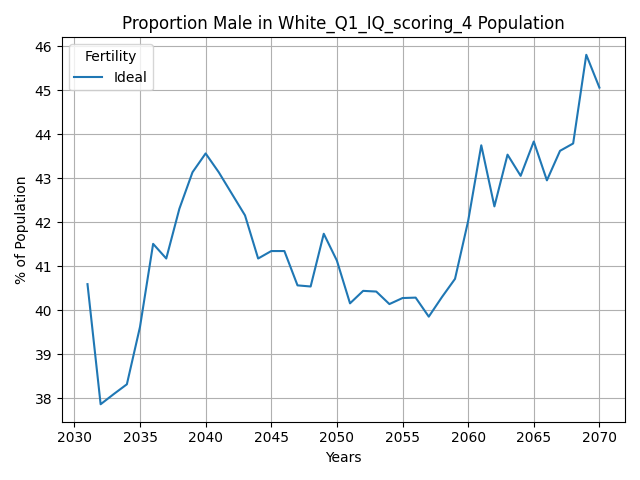 Proportion Male in White_Q1_IQ_scoring_4 Population
Fertility
Ideal
% of Population
46
45
44
43
42
41
40
39
38
2030 2035 2040 2045 2050 2055 2060 2065 2070
Years